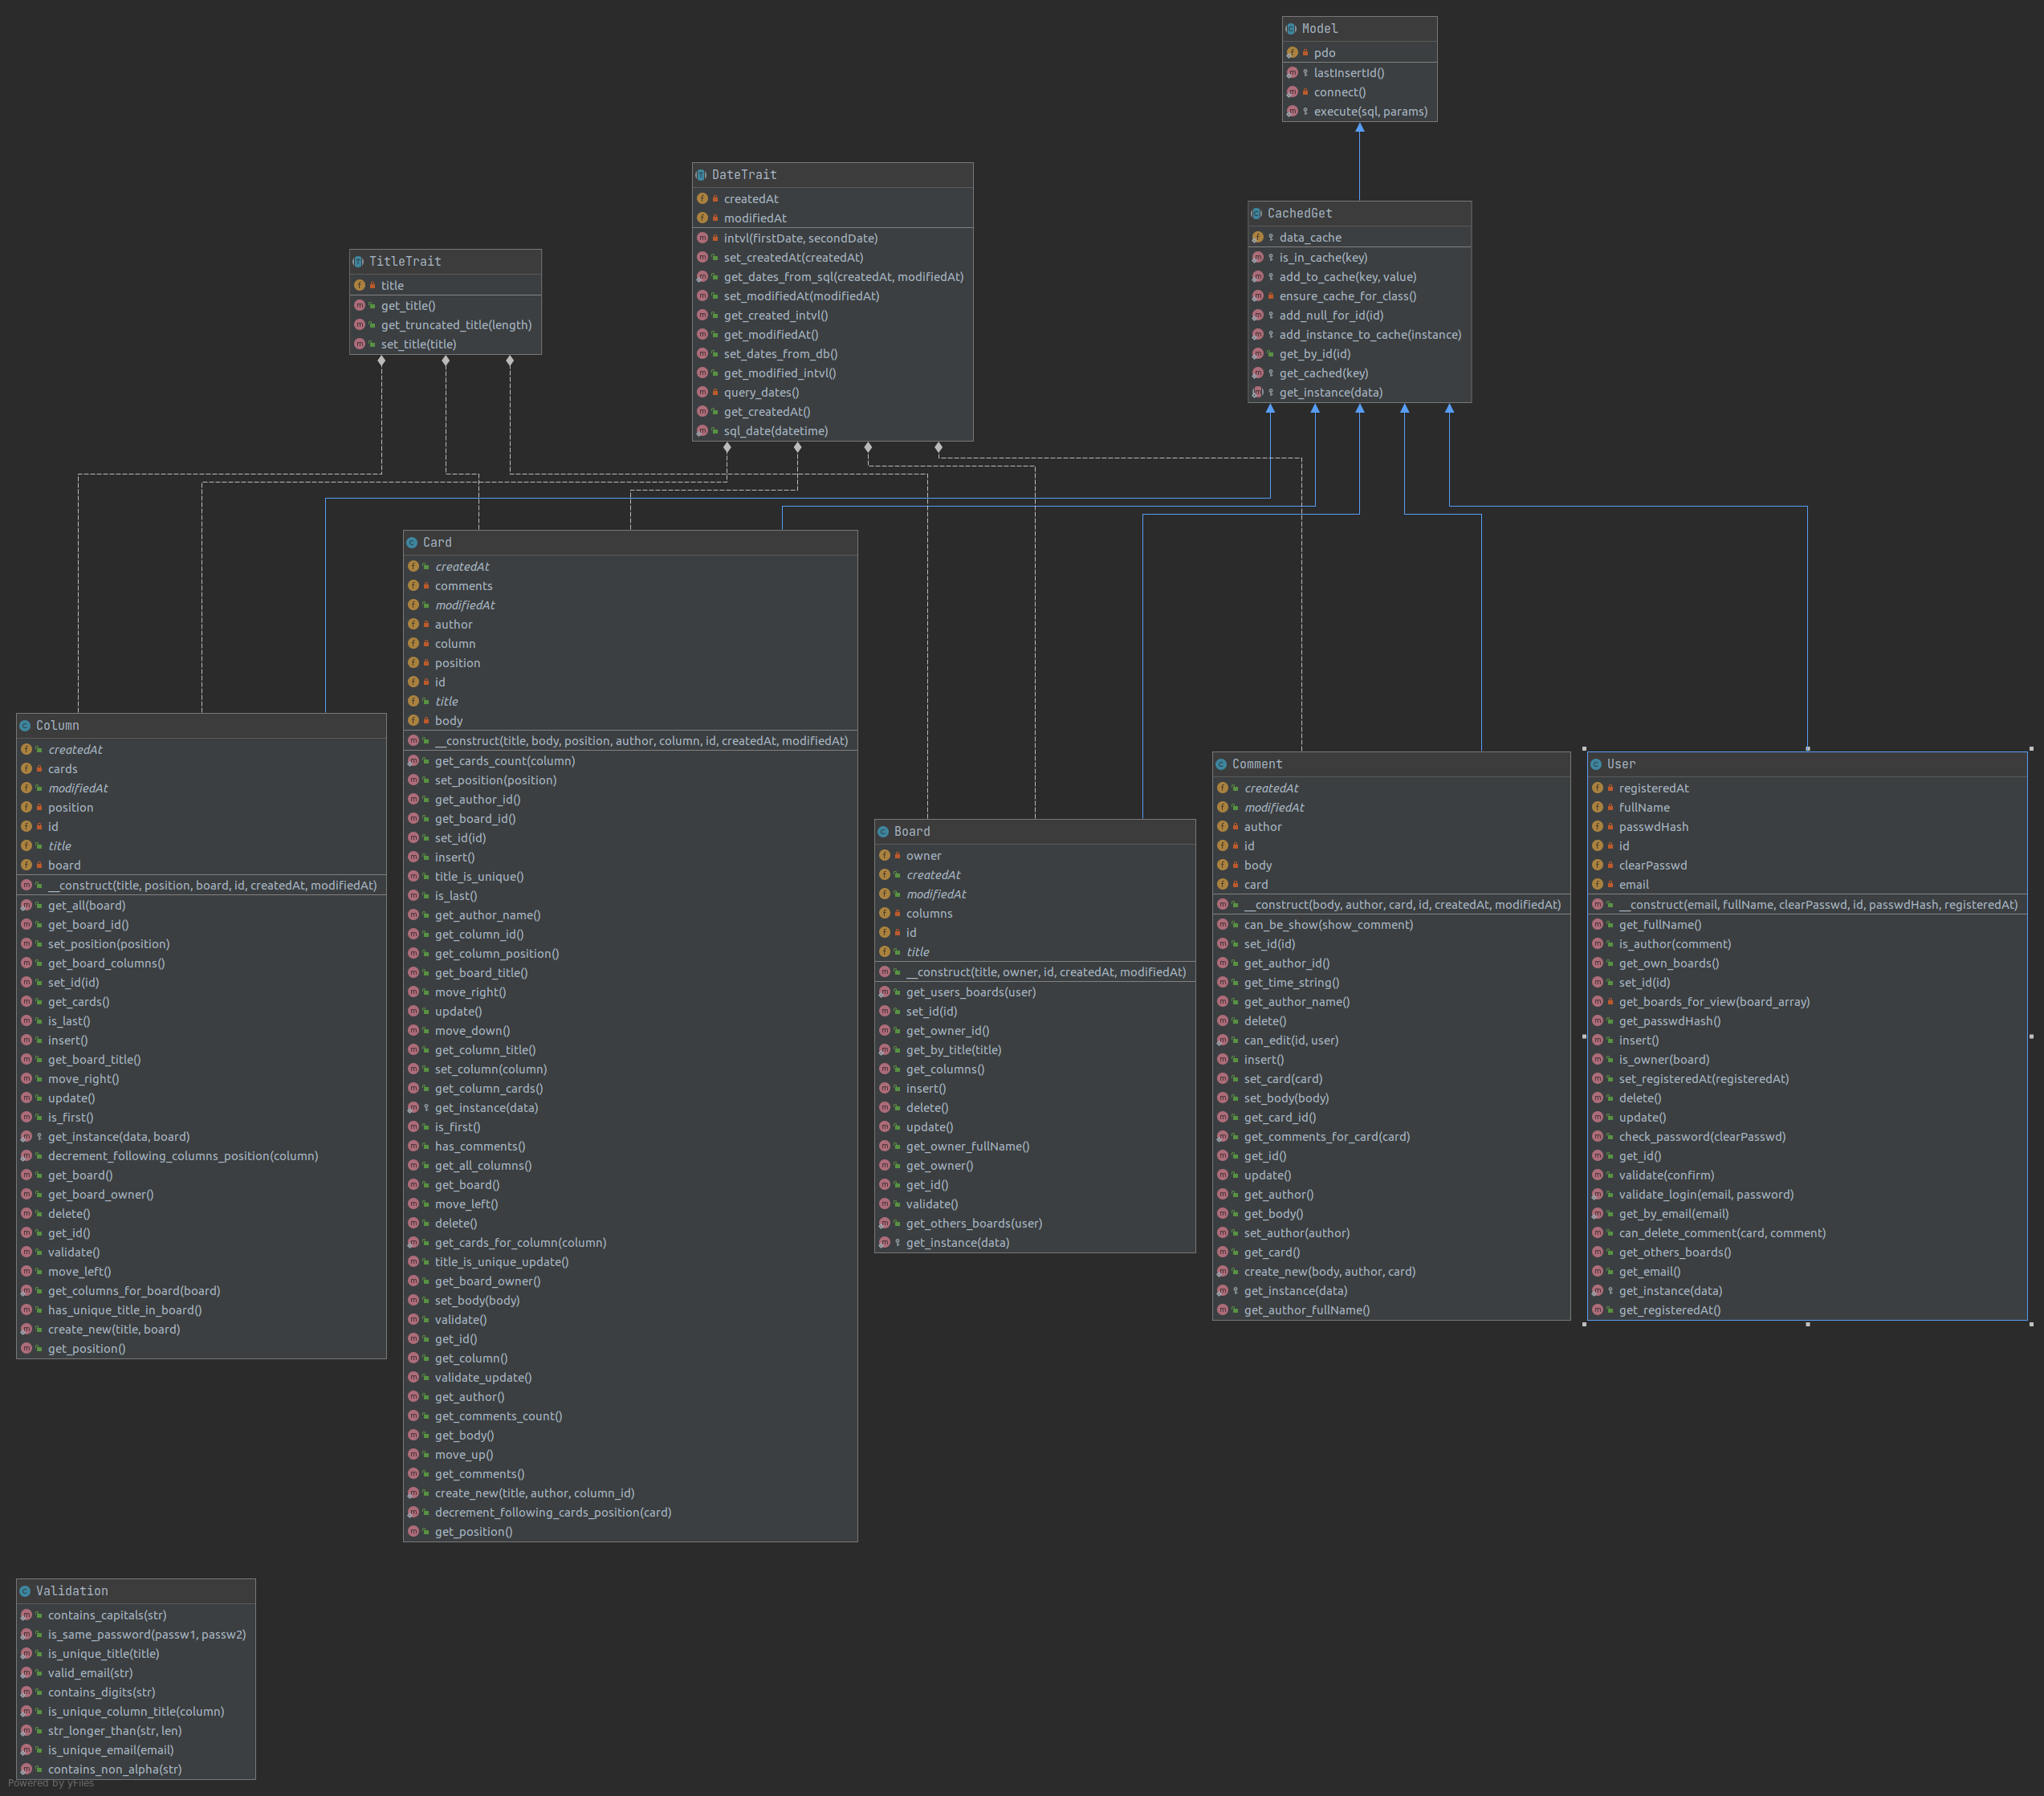 Model
pdo
lastInsertId()
connect()
execute(sql, params)
DateTrait
createdAt
modifiedAt
intvl(firstDate, secondDate)
set_createdAt(createdAt)
get_dates_from_sql(createdAt, modifiedAt)
set_modifiedAt(modifiedAt)
get_created_intvl()
get_modifiedAt()
set_dates_from_db()
get_modified_intvl()
query_dates()
get_createdAt()
sql_date(datetime)
CachedGet
data_cache
is_in_cache(key)
add_to_cache(key, value)
ensure_cache_for_class()
add_null_for_id(id)
add_instance_to_cache(instance)
get_by_id(id)
get_cached(key)
get_instance(data)
TitleTrait
title
get_title()
get_truncated_title(length)
set_title(title)
Card
createdAt
comments
modifiedAt
author
column
position
id
title
body
__construct(title, body, position, author, column, id, createdAt, modifiedAt)
get_cards_count(column)
set_position(position)
get_author_id()
get_board_id()
set_id(id)
insert()
title_is_unique()
is_last()
get_author_name()
get_column_id()
get_column_position()
get_board_title()
move_right()
update()
move_down()
get_column_title()
set_column(column)
get_column_cards()
get_instance(data)
is_first()
has_comments()
get_all_columns()
get_board()
move_left()
delete()
get_cards_for_column(column)
title_is_unique_update()
get_board_owner()
set_body(body)
validate()
get_id()
get_column()
validate_update()
get_author()
get_comments_count()
get_body()
move_up()
get_comments()
create_new(title, author, column_id)
decrement_following_cards_position(card)
get_position()
Column
createdAt
cards
modifiedAt
position
id
title
board
__construct(title, position, board, id, createdAt, modifiedAt)
get_all(board)
get_board_id()
set_position(position)
get_board_columns()
set_id(id)
get_cards()
is_last()
insert()
get_board_title()
move_right()
update()
is_first()
get_instance(data, board)
decrement_following_columns_position(column)
get_board()
get_board_owner()
delete()
get_id()
validate()
move_left()
get_columns_for_board(board)
has_unique_title_in_board()
create_new(title, board)
get_position()
Board
owner
createdAt
modifiedAt
columns
id
title
__construct(title, owner, id, createdAt, modifiedAt)
get_users_boards(user)
set_id(id)
get_owner_id()
get_by_title(title)
get_columns()
insert()
delete()
update()
get_owner_fullName()
get_owner()
get_id()
validate()
get_others_boards(user)
get_instance(data)
Comment
createdAt
modifiedAt
author
id
body
card
__construct(body, author, card, id, createdAt, modifiedAt)
can_be_show(show_comment)
set_id(id)
get_author_id()
get_time_string()
get_author_name()
delete()
can_edit(id, user)
insert()
set_card(card)
set_body(body)
get_card_id()
get_comments_for_card(card)
get_id()
update()
get_author()
get_body()
set_author(author)
get_card()
create_new(body, author, card)
get_instance(data)
get_author_fullName()
User
registeredAt
fullName
passwdHash
id
clearPasswd
email
__construct(email, fullName, clearPasswd, id, passwdHash, registeredAt)
get_fullName()
is_author(comment)
get_own_boards()
set_id(id)
get_boards_for_view(board_array)
get_passwdHash()
insert()
is_owner(board)
set_registeredAt(registeredAt)
delete()
update()
check_password(clearPasswd)
get_id()
validate(confirm)
validate_login(email, password)
get_by_email(email)
can_delete_comment(card, comment)
get_others_boards()
get_email()
get_instance(data)
get_registeredAt()
Validation
contains_capitals(str)
is_same_password(passw1, passw2)
is_unique_title(title)
valid_email(str)
contains_digits(str)
is_unique_column_title(column)
str_longer_than(str, len)
is_unique_email(email)
contains_non_alpha(str)
Powered by yFiles